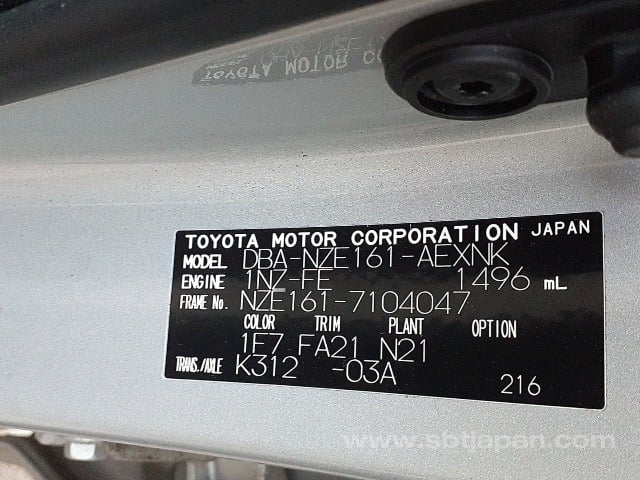 TOYOTA MOTOR CO
TOYOTA MOTOR CORPORATION JAPAN
MODEL DBA-NZE161-AEXNK
ENGINE 1NZ-FE 1496 mL
FRAME No. NZE161-7104047
COLOR TRIM PLANT OPTION
1F7 FA21 N21
TRANS./AXLE K312 -03A
216
www.sbtjapan.com